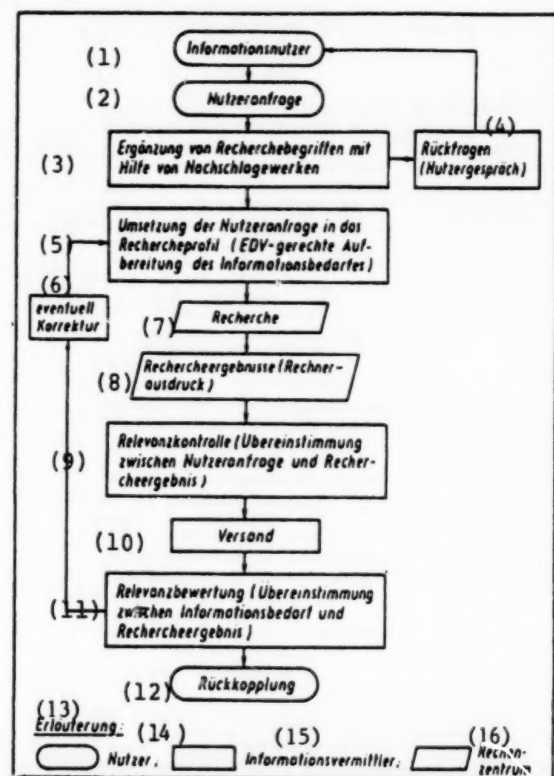 (1) Informationsnutzer
(2) Nutzeranfrage
(3) Ergänzung von Recherchebegriffen mit
Hilfe von Nachschlagewerken
(4)
Rückfragen
(Nutzergespräch)
(5) Umsetzung der Nutzeranfrage in das
Rechercheprofil (EDV-gerechte Auf-
bereitung des Informationsbedarfes)
(6)
eventuell
Korrektur
(7) Recherche
(8) Rechercheergebnisse (Rechner-
ausdruck)
(9) Relevanzkontrolle (Übereinstimmung
zwischen Nutzeranfrage und Recher-
cheergebnis)
(10) Versand
(11) Relevanzbewertung (Übereinstimmung
zwischen Informationsbedarf und
Rechercheergebnis)
(12) Rückkopplung
(13)
Erläuterung:
(14) (15) (16)
Nutzer, Informationsvermittler; Rechen-
zentrum